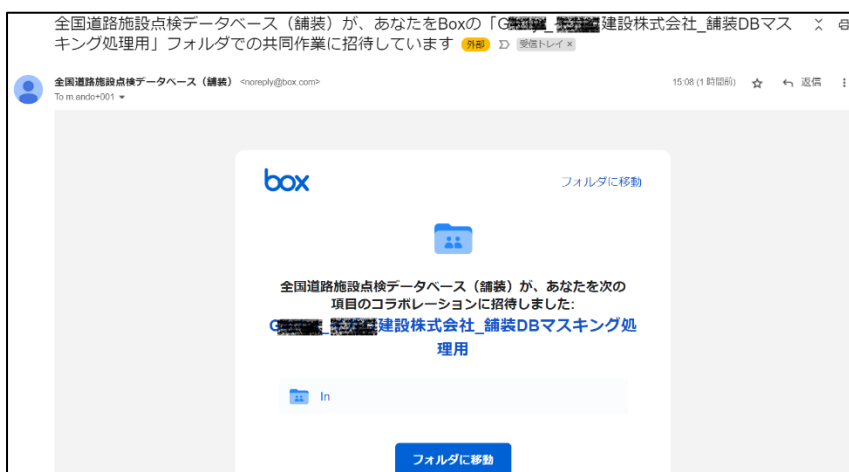 全国道路施設点検データベース（舗装）が、あなたをBoxの「G 建設株式会社_舗装DBマス
キング処理用」フォルダでの共同作業に招待しています 外部 受信トレイ ×
全国道路施設点検データベース（舗装） <noreply@box.com> 15:08 (1 時間前) 返信
To m.endo+001
box フォルダに移動
全国道路施設点検データベース（舗装）が、あなたを次の
項目のコラボレーションに招待しました:
G 建設株式会社_舗装DBマスキング処
理用
In
フォルダに移動